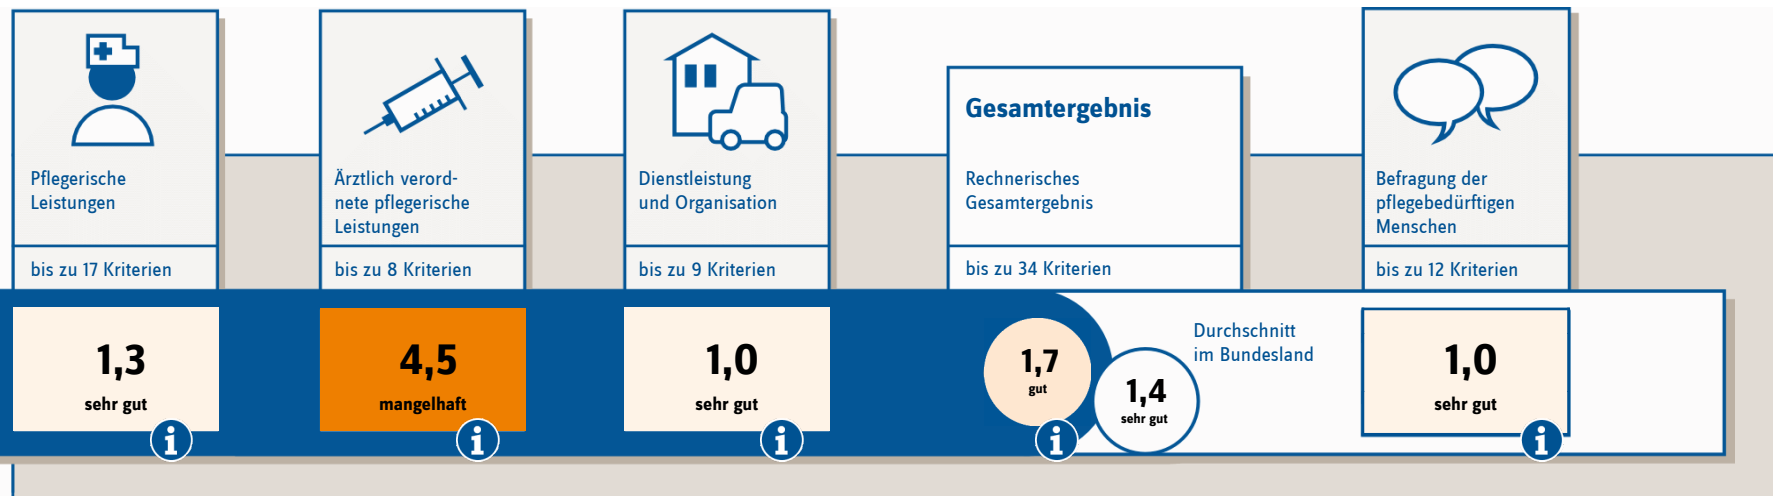 Pflegerische
Leistungen
bis zu 17 Kriterien
1,3
sehr gut
i
Ärztlich verord-
nete pflegerische
Leistungen
bis zu 8 Kriterien
4,5
mangelhaft
i
Dienstleistung
und Organisation
bis zu 9 Kriterien
1,0
sehr gut
i
Gesamtergebnis
Rechnerisches
Gesamtergebnis
bis zu 34 Kriterien
1,7
gut
i
Durchschnitt
im Bundesland
1,4
sehr gut
Befragung der
pflegebedürftigen
Menschen
bis zu 12 Kriterien
1,0
sehr gut
i